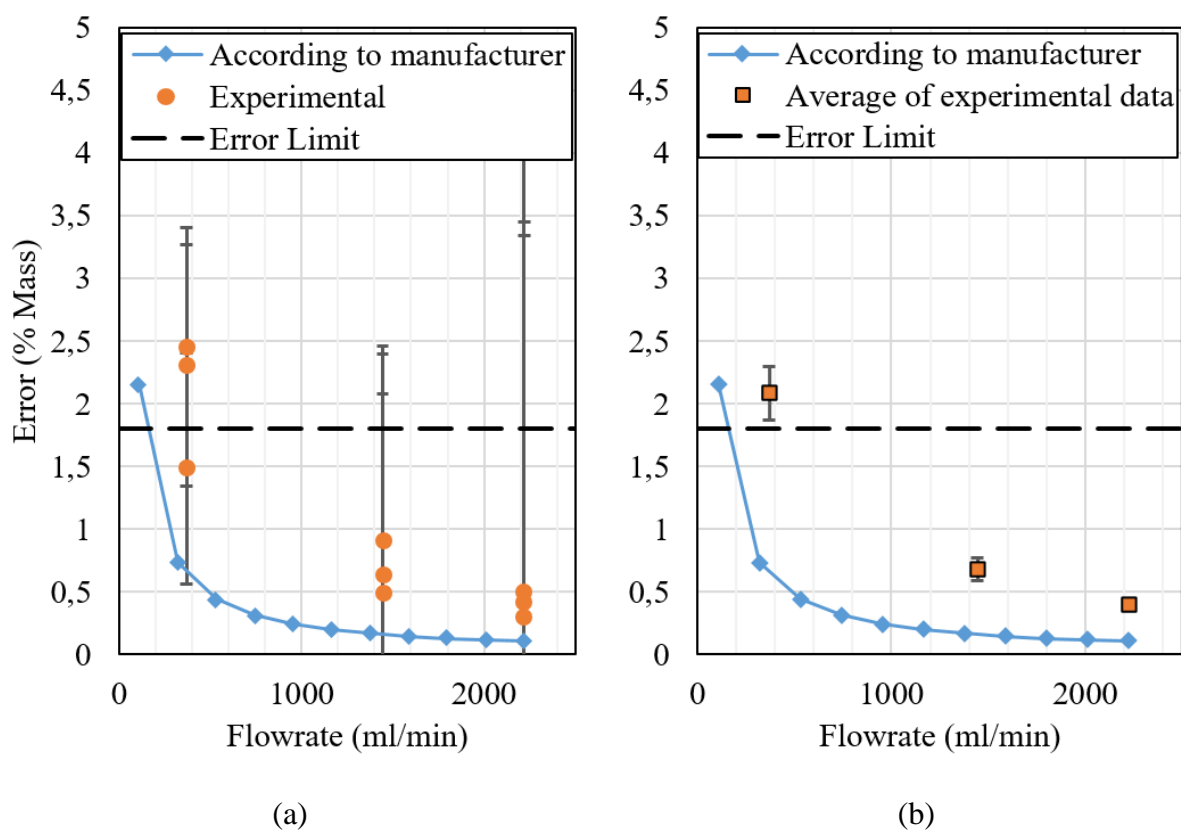 According to manufacturer
Experimental
Error Limit
5
4,5
4
3,5
3
2,5
2
1,5
1
0,5
0
Error (% Mass)
0
1000
2000
Flowrate (ml/min)
(a)
According to manufacturer
Average of experimental data
Error Limit
5
4,5
4
3,5
3
2,5
2
1,5
1
0,5
0
0
1000
2000
Flowrate (ml/min)
(b)